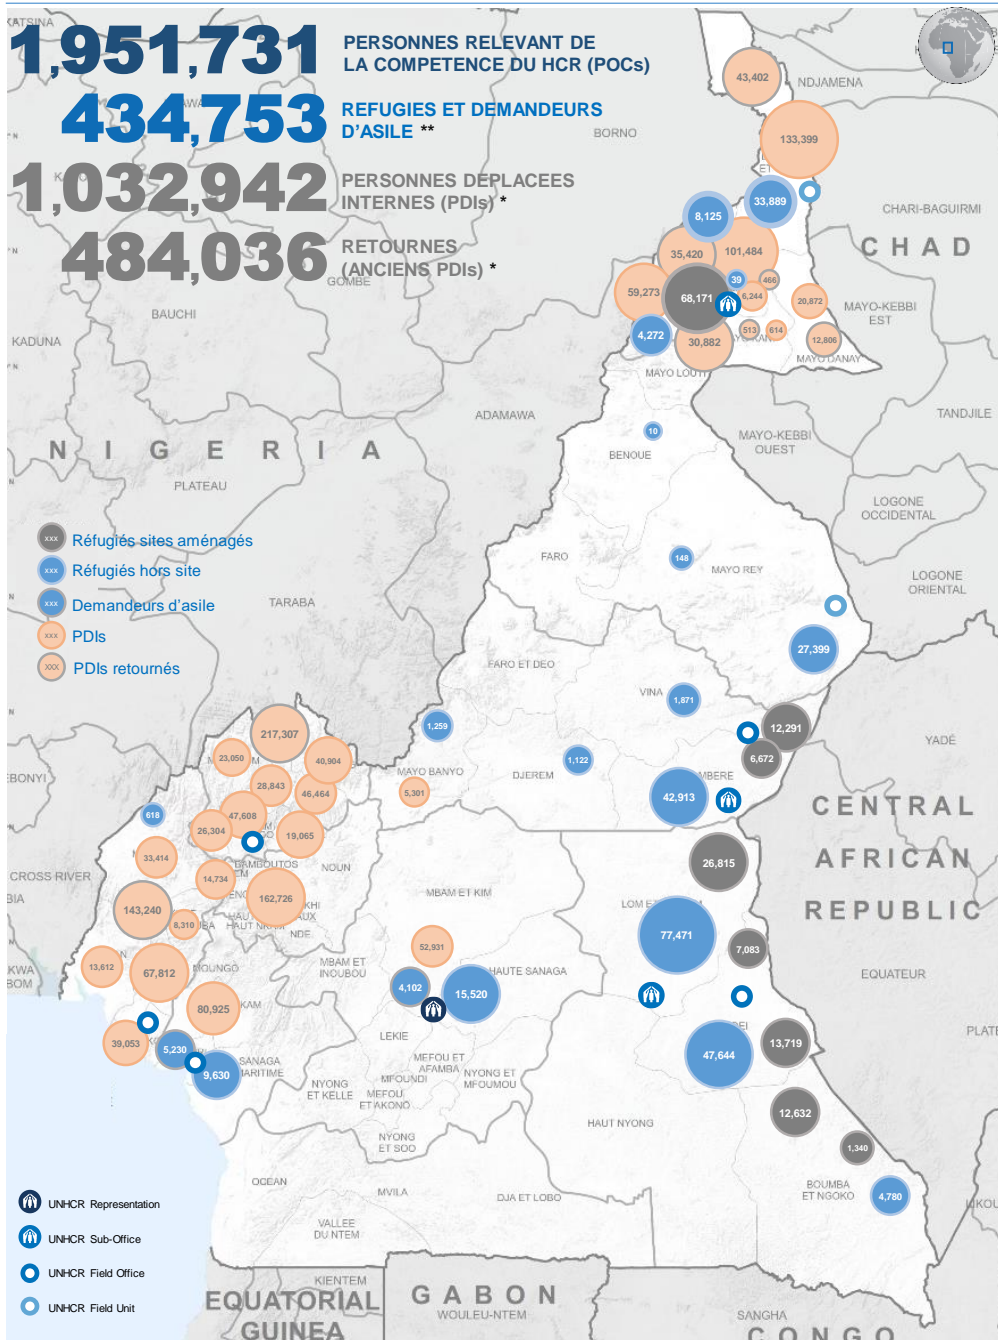 1,951,731
PERSONNES RELEVANT DE
LA COMPETENCE DU HCR (POCs)
434,753
REFUGIES ET DEMANDEURS
D'ASILE **
1,032,942
PERSONNES DEPLACEES
INTERNES (PDIs) *
484,036
RETOURNES
(ANCIENS PDIs) *
KATSINA
43,402
NDJAMENA
BORNO
133,399
33,889
8,125
CHARI-BAGUIRMI
CHAD
35,420
101,484
GOMBE
39
466
59,273
68,171
6,244
20,872
MAYO-KEBBI
EST
BAUCHI
4,272
513
614
30,882
12,806
KADUNA
MAYO DANAY
MAYO LOUTI
ADAMAWA
TANDJILE
10
MAYO-KEBBI
OUEST
BENOUE
NIGERIA
PLATEAU
LOGONE
OCCIDENTAL
xxx Réfugiés sites aménagés
xxx Réfugiés hors site
xxx Demandeurs d'asile
xxx PDIs
xxx PDIs retournés
FARO
148
MAYO REY
LOGONE
ORIENTAL
TARABA
27,399
FARO ET DEO
VINA
1,871
217,307
1,259
12,291
YADÉ
23,050
40,904
6,672
MAYO BANYO
DJEREM
1,122
EBONYI
28,843
46,464
5,301
42,913
MBERE
618
47,608
26,304
19,065
CENTRAL
AFRICAN
REPUBLIC
33,414
BAMBOUTOS
NOUN
26,815
CROSS RIVER
14,734
MBAM ET KIM
143,240
162,726
8,310
NDE
77,471
7,083
52,931
13,612
67,812
MOUNGO
MBAM ET
INOUBOU
HAUTE SANAGA
EQUATEUR
4,102
15,520
80,925
LEKIE
39,053
5,230
47,644
13,719
9,630
SANAGA
MARITIME
MEFOU ET
AFAMBA
MFOUNDI
NYONG ET
MFOUMOU
NYONG
ET KELLE
MEFOU
ET AKONO
12,632
HAUT NYONG
NYONG
ET SOO
1,340
OCEAN
MVILA
DJA ET LOBO
BOUMBA
ET NGOKO
4,780
VALLEE
DU NTEM
UNHCR Representation
UNHCR Sub-Office
UNHCR Field Office
UNHCR Field Unit
KIENTEM
EQUATORIAL
GUINEA
GABON
WOULEU-NTEM
SANGHA
CONGO